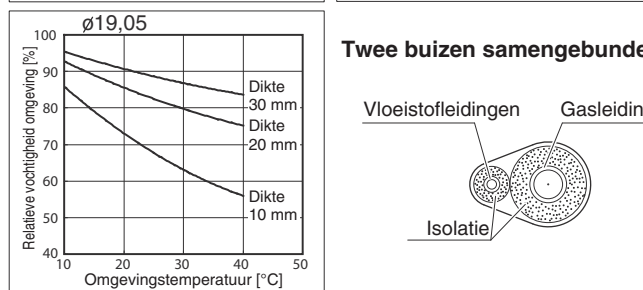 ø19,05
Relatieve vochtigheid omgeving [%]
100
90
80
70
60
50
40
Dikte
30 mm
Dikte
20 mm
Dikte
10 mm
10 20 30 40 50
Omgevingstemperatuur [°C]
Twee buizen samengebunde
Vloeistofleidingen Gasleidin
Isolatie